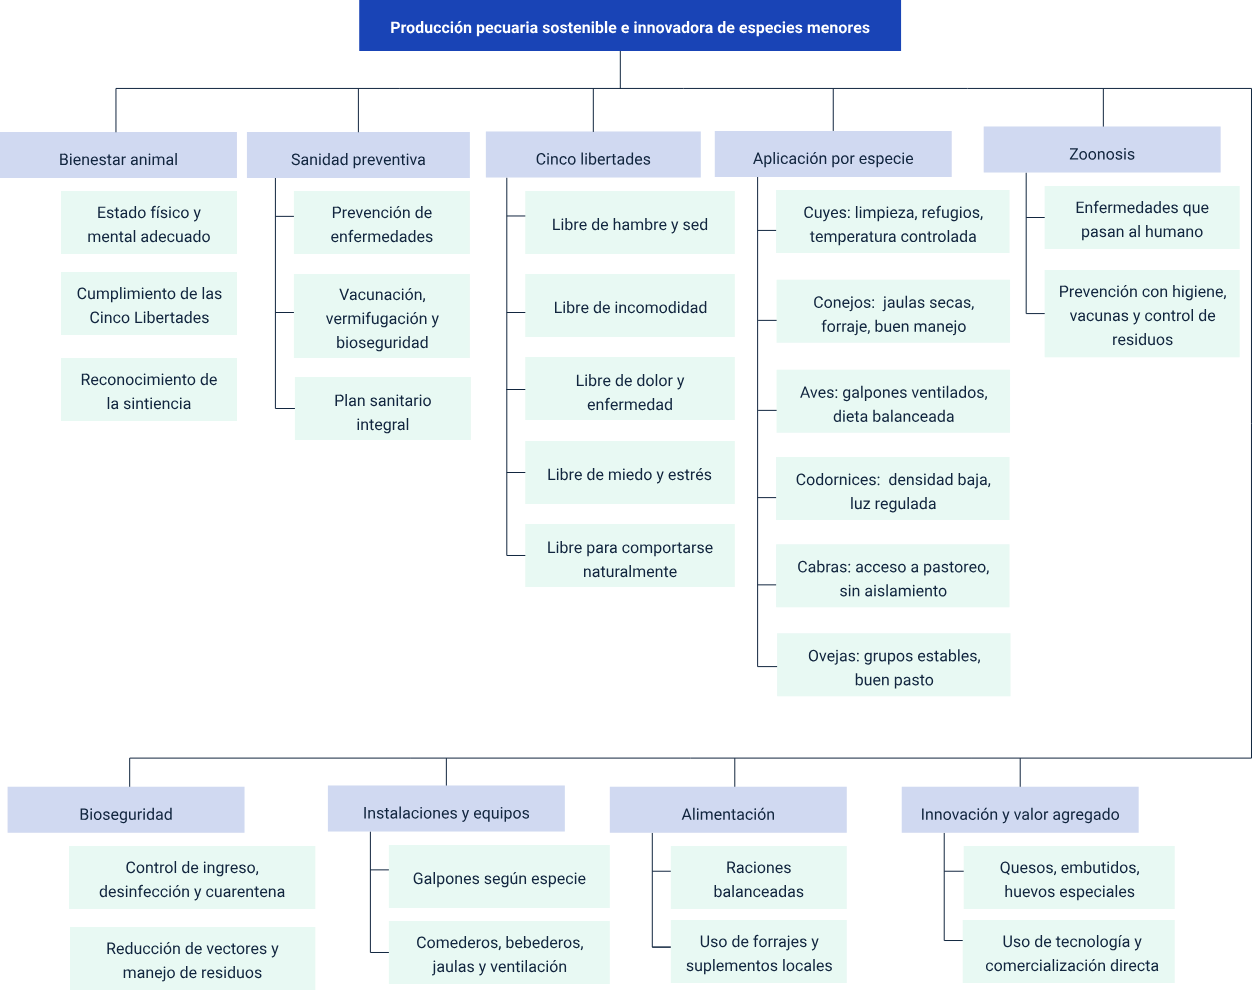 Producción pecuaria sostenible e innovadora de especies menores
Bienestar animal
Estado físico y
mental adecuado
Cumplimiento de las
Cinco Libertades
Reconocimiento de
la sintiencia
Sanidad preventiva
Prevención de
enfermedades
Vacunación,
vermifugación y
bioseguridad
Plan sanitario
integral
Cinco libertades
Libre de hambre y sed
Libre de incomodidad
Libre de dolor y
enfermedad
Libre de miedo y estrés
Libre para comportarse
naturalmente
Aplicación por especie
Cuyes: limpieza, refugios,
temperatura controlada
Conejos:  jaulas secas,
forraje, buen manejo
Aves: galpones ventilados,
dieta balanceada
Codornices:  densidad baja,
luz regulada
Cabras: acceso a pastoreo,
sin aislamiento
Ovejas: grupos estables,
buen pasto
Zoonosis
Enfermedades que
pasan al humano
Prevención con higiene,
vacunas y control de
residuos
Bioseguridad
Control de ingreso,
desinfección y cuarentena
Reducción de vectores y
manejo de residuos
Instalaciones y equipos
Galpones según especie
Comederos, bebederos,
jaulas y ventilación
Alimentación
Raciones
balanceadas
Uso de forrajes y
suplementos locales
Innovación y valor agregado
Quesos, embutidos,
huevos especiales
Uso de tecnología y
comercialización directa